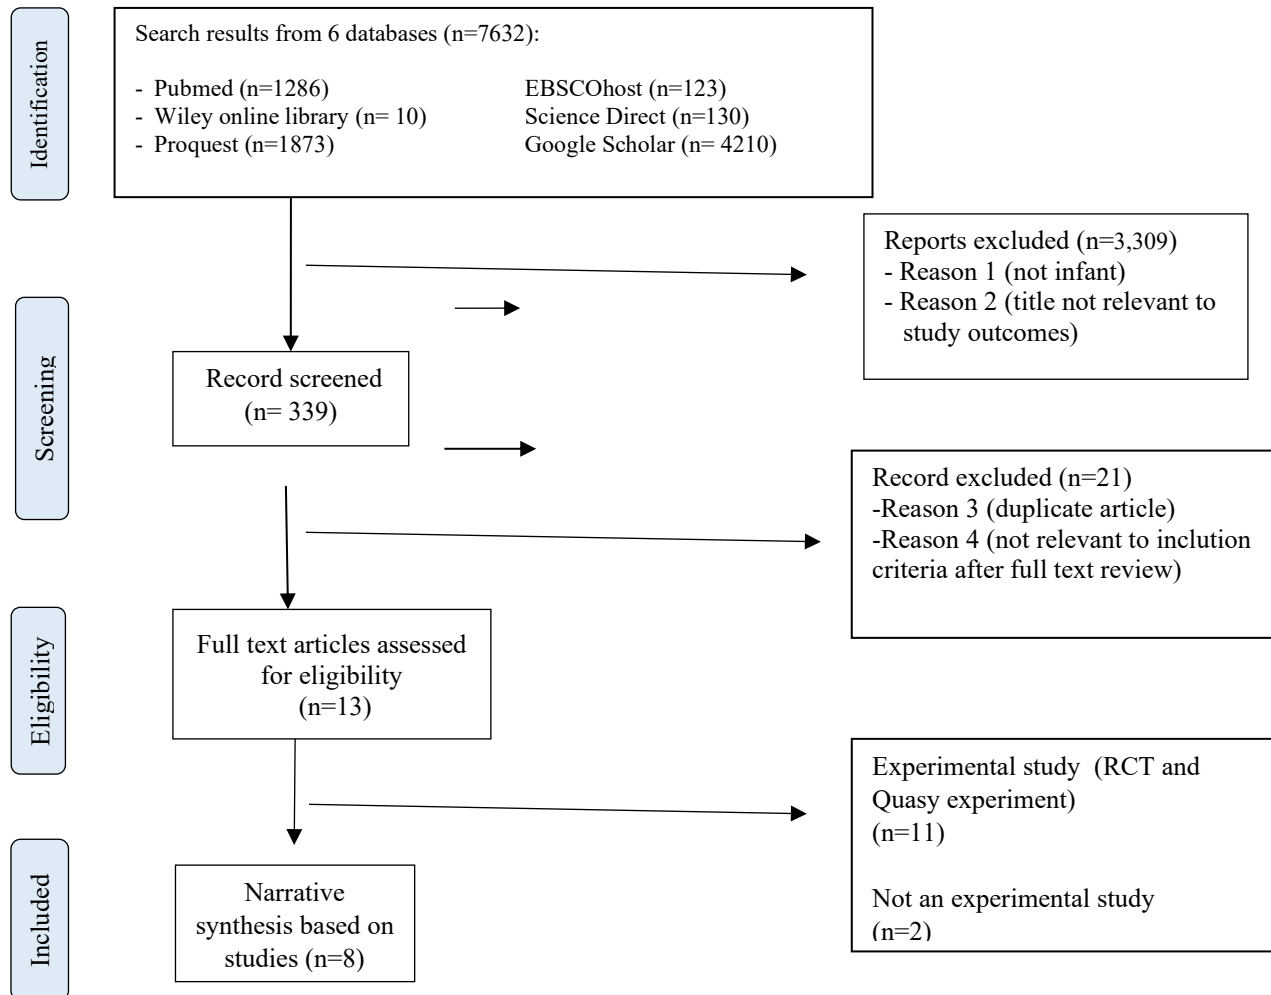 Identification
Search results from 6 databases (n=7632):
- Pubmed (n=1286)
- Wiley online library (n= 10)
- Proquest (n=1873)
EBSCOhost (n=123)
Science Direct (n=130)
Google Scholar (n= 4210)
Reports excluded (n=3,309)
- Reason 1 (not infant)
- Reason 2 (title not relevant to
study outcomes)
Screening
Record screened
(n= 339)
Record excluded (n=21)
-Reason 3 (duplicate article)
-Reason 4 (not relevant to inclution
criteria after full text review)
Eligibility
Full text articles assessed
for eligibility
(n=13)
Experimental study (RCT and
Quasy experiment)
(n=11)
Not an experimental study
(n=2)
Included
Narrative
synthesis based on
studies (n=8)